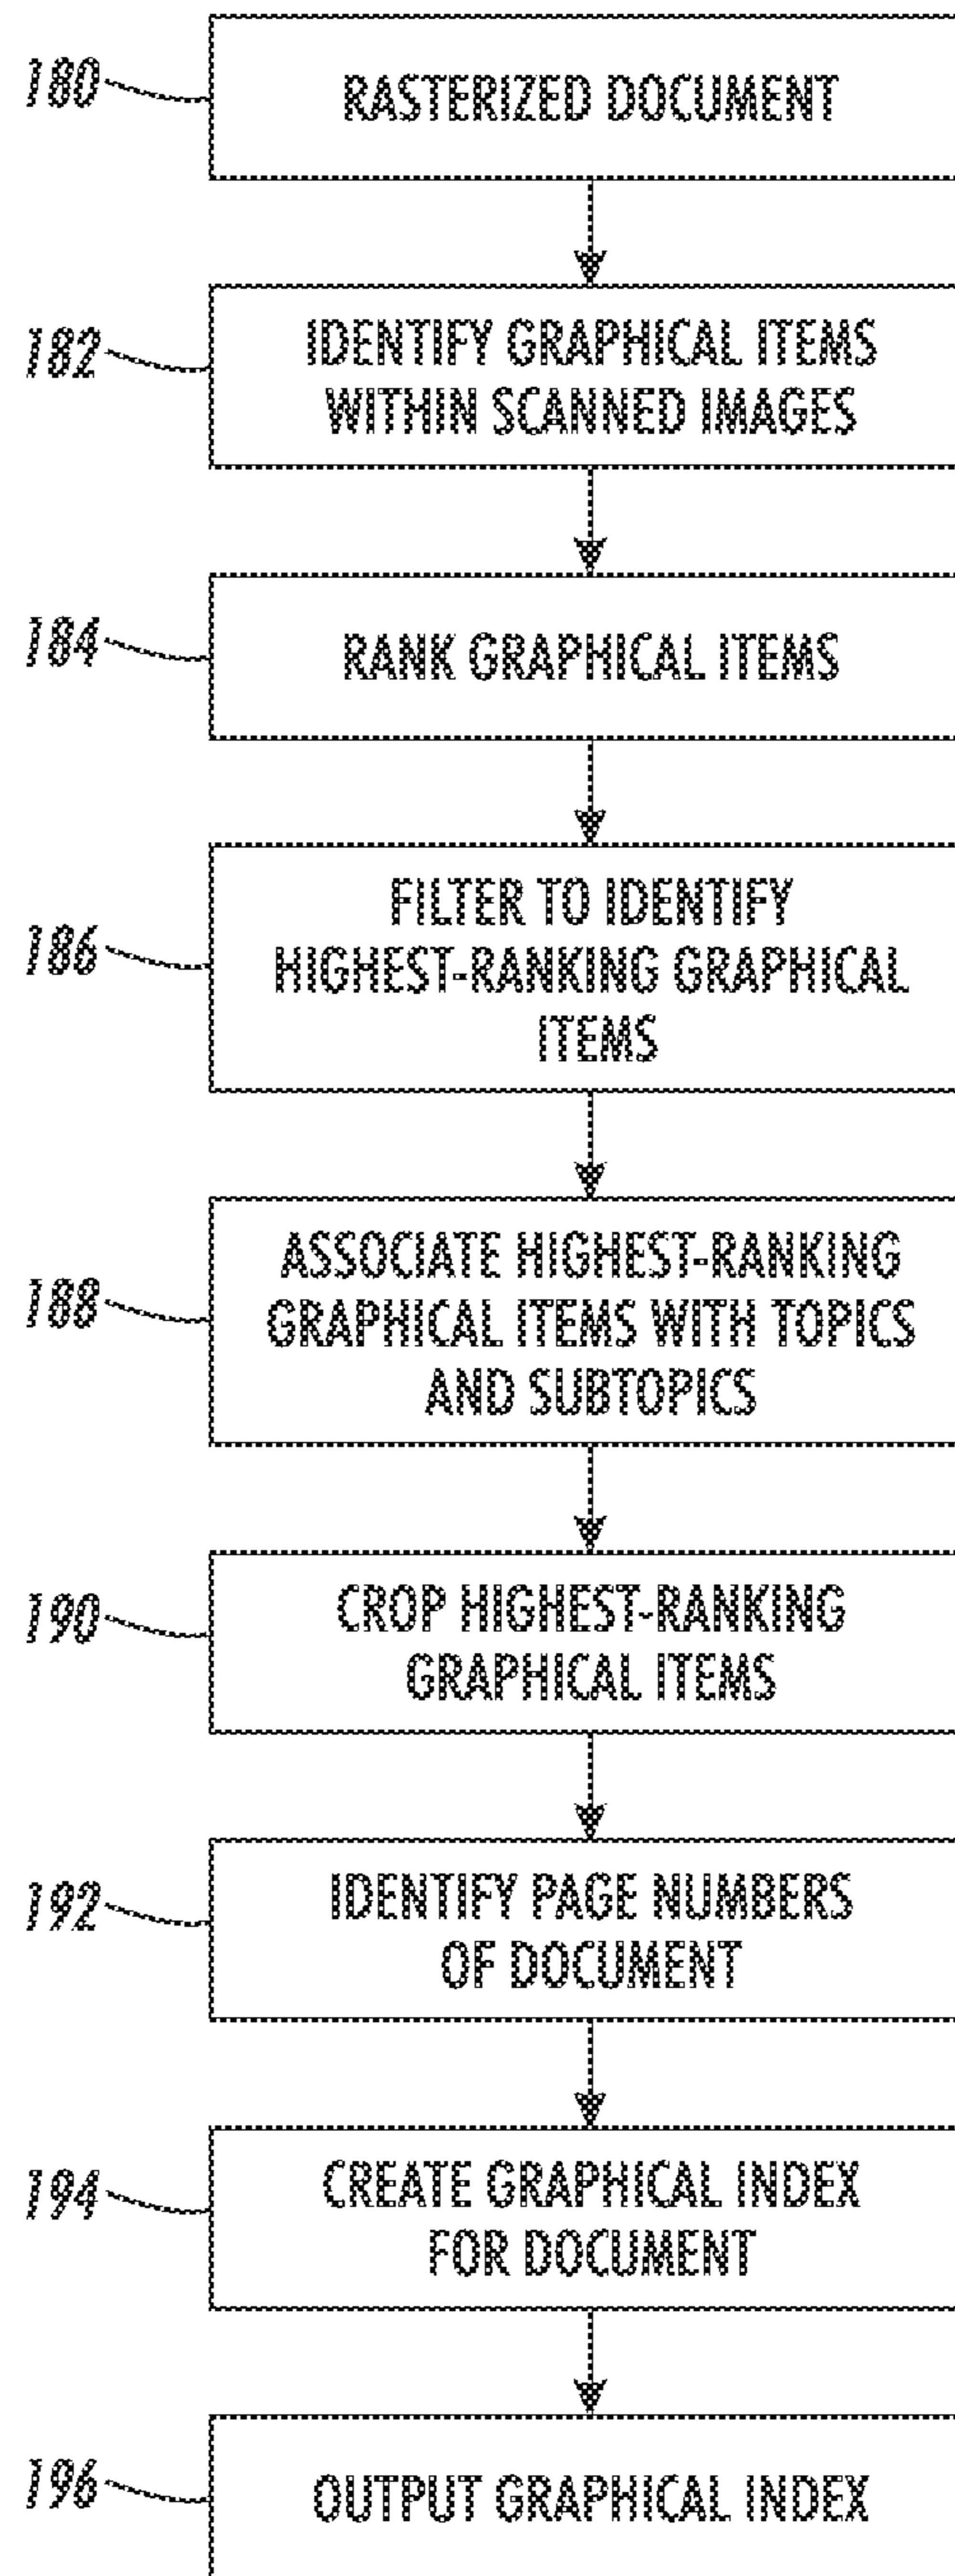 180
RASTERIZED DOCUMENT
182
IDENTIFY GRAPHICAL ITEMS
WITHIN SCANNED IMAGES
184
RANK GRAPHICAL ITEMS
186
FILTER TO IDENTIFY
HIGHEST-RANKING GRAPHICAL
ITEMS
188
ASSOCIATE HIGHEST-RANKING
GRAPHICAL ITEMS WITH TOPICS
AND SUBTOPICS
190
CROP HIGHEST-RANKING
GRAPHICAL ITEMS
192
IDENTIFY PAGE NUMBERS
OF DOCUMENT
194
CREATE GRAPHICAL INDEX
FOR DOCUMENT
196
OUTPUT GRAPHICAL INDEX